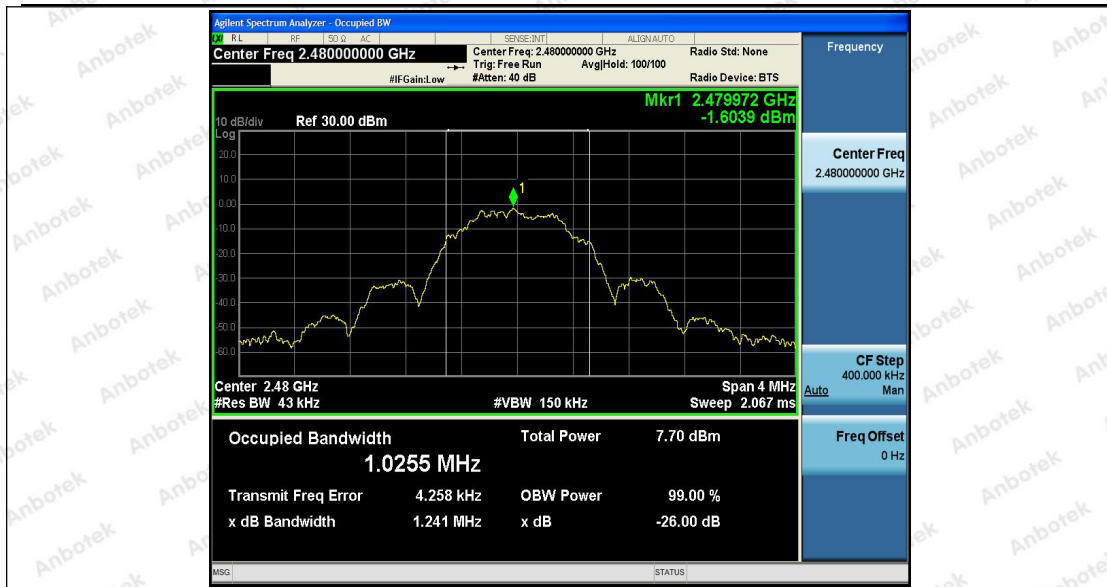 Agilent Spectrum Analyzer - Occupied BW
RL RF 50 Ω AC SENSE:INT ALIGNAUTO
Center Freq 2.480000000 GHz
Center Freq: 2.480000000 GHz Radio Std: None
Trig: Free Run Avg|Hold: 100/100
#IFGain:Low #Atten: 40 dB Radio Device: BTS
Mkr1 2.479972 GHz
-1.6039 dBm
10 dB/div Ref 30.00 dBm
Log
20.0
10.0
0.00
-10.0
-20.0
-30.0
-40.0
-50.0
-60.0
1
Center 2.48 GHz Span 4 MHz
#Res BW 43 kHz #VBW 150 kHz Sweep 2.067 ms
Occupied Bandwidth Total Power 7.70 dBm
1.0255 MHz
Transmit Freq Error 4.258 kHz OBW Power 99.00 %
x dB Bandwidth 1.241 MHz x dB -26.00 dB
MSG STATUS
Frequency
Center Freq
2.480000000 GHz
CF Step
400.000 kHz
Auto Man
Freq Offset
0 Hz
Anbotek